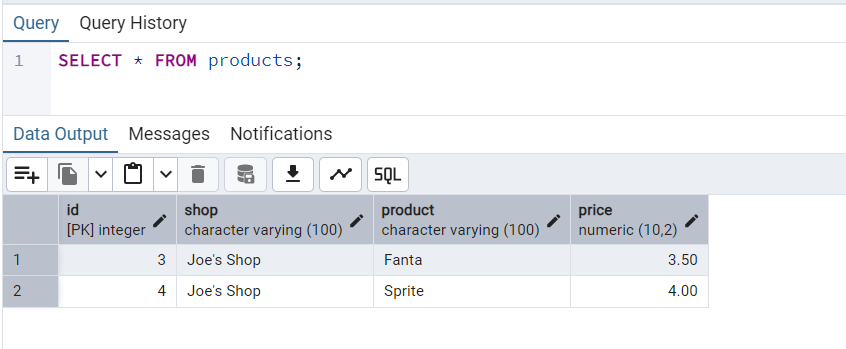 Query Query History
1 SELECT * FROM products;
Data Output Messages Notifications
SQL
id shop product price
[PK] integer character varying (100) character varying (100) numeric (10,2)
1 3 Joe's Shop Fanta 3.50
2 4 Joe's Shop Sprite 4.00